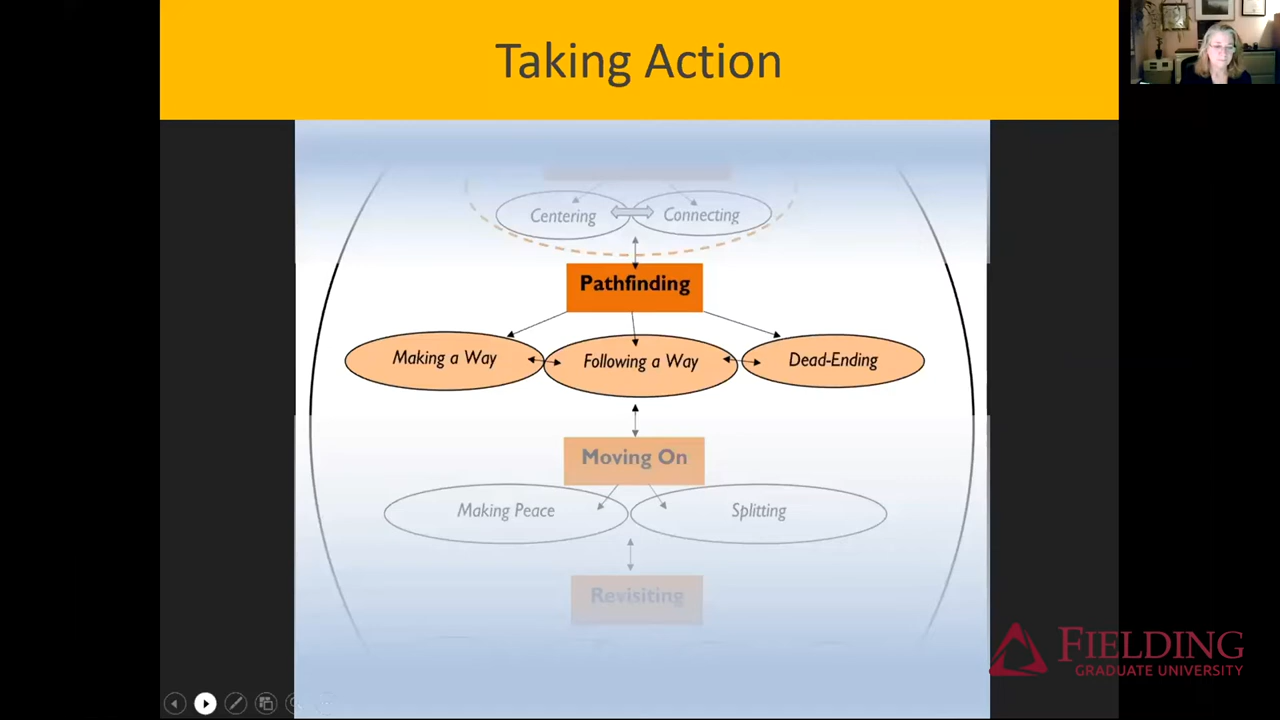 Taking Action
Centering
Connecting
Pathfinding
Making a Way
Following a Way
Dead-Ending
Moving On
Making Peace
Splitting
Revisiting
FIELDING
GRADUATE UNIVERSITY